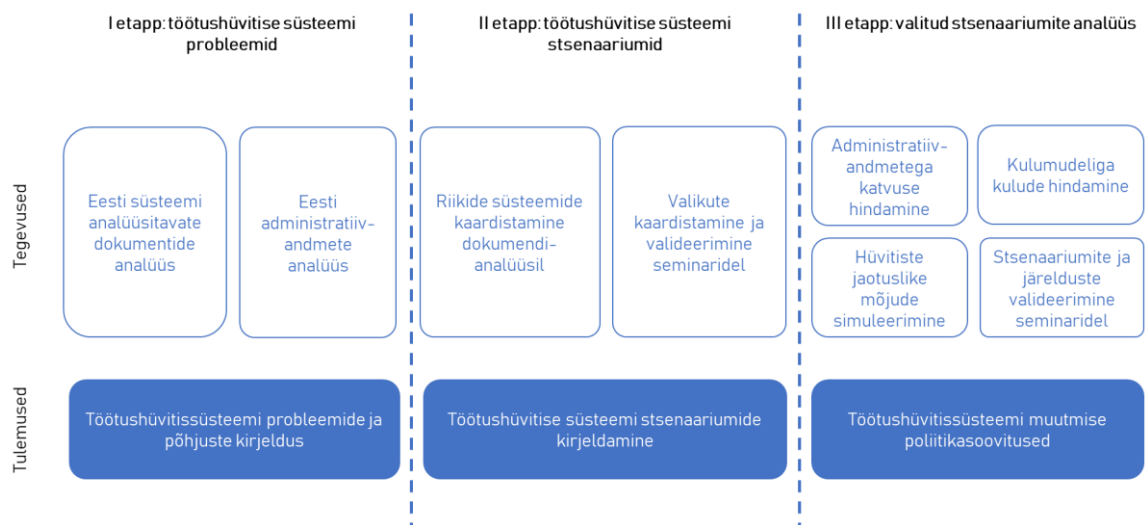 I etapp: töötushüvitise süsteemi
probleemid
II etapp: töötushüvitise süsteemi
stsenaariumid
III etapp: valitud stsenaariumite analüüs
Tegevused
Eesti süsteemi
analüüsitavate
dokumentide
analüüs
Eesti
administratiiv-
andmete
analüüs
Riikide süsteemide
kaardistamine
dokumendi-
analüüsil
Valikute
kaardistamine ja
valideerimine
seminaridel
Administratiiv-
andmetega
katvuse
hindamine
Kulumudeliga
kulude hindamine
Hüvitiste
jaotuslike
mõjude
simuleerimine
Stsenaariumite ja
järelduste
valideerimine
seminaridel
Tulemused
Töötushüvitissüsteemi probleemide ja
põhjuste kirjeldus
Töötushüvitise süsteemi stsenaariumide
kirjeldamine
Töötushüvitissüsteemi muutmise
poliitikasoovitused